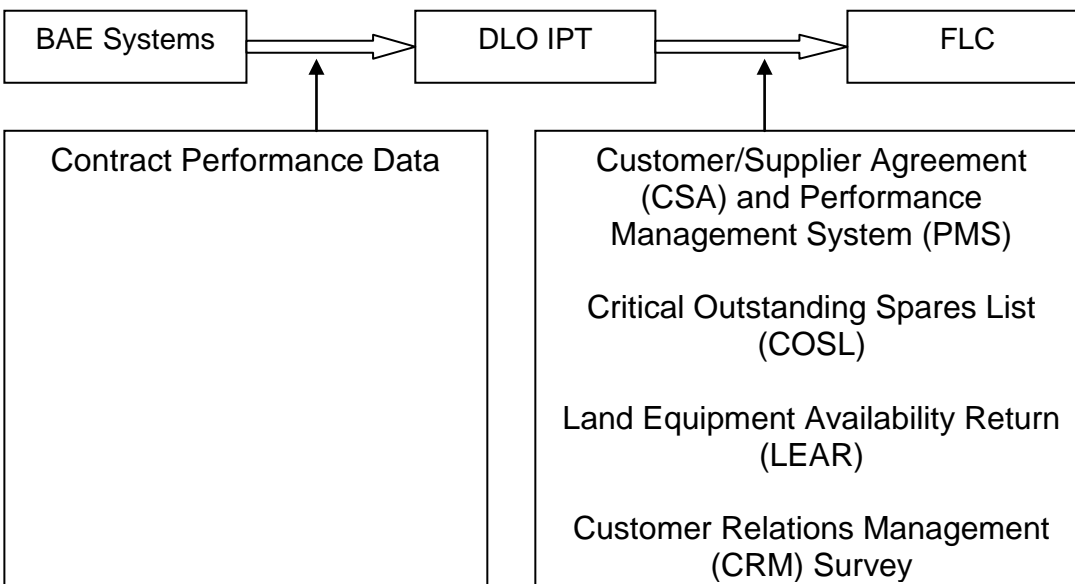 BAE Systems
DLO IPT
FLC
Contract Performance Data
Customer/Supplier Agreement
(CSA) and Performance
Management System (PMS)
Critical Outstanding Spares List
(COSL)
Land Equipment Availability Return
(LEAR)
Customer Relations Management
(CRM) Survey